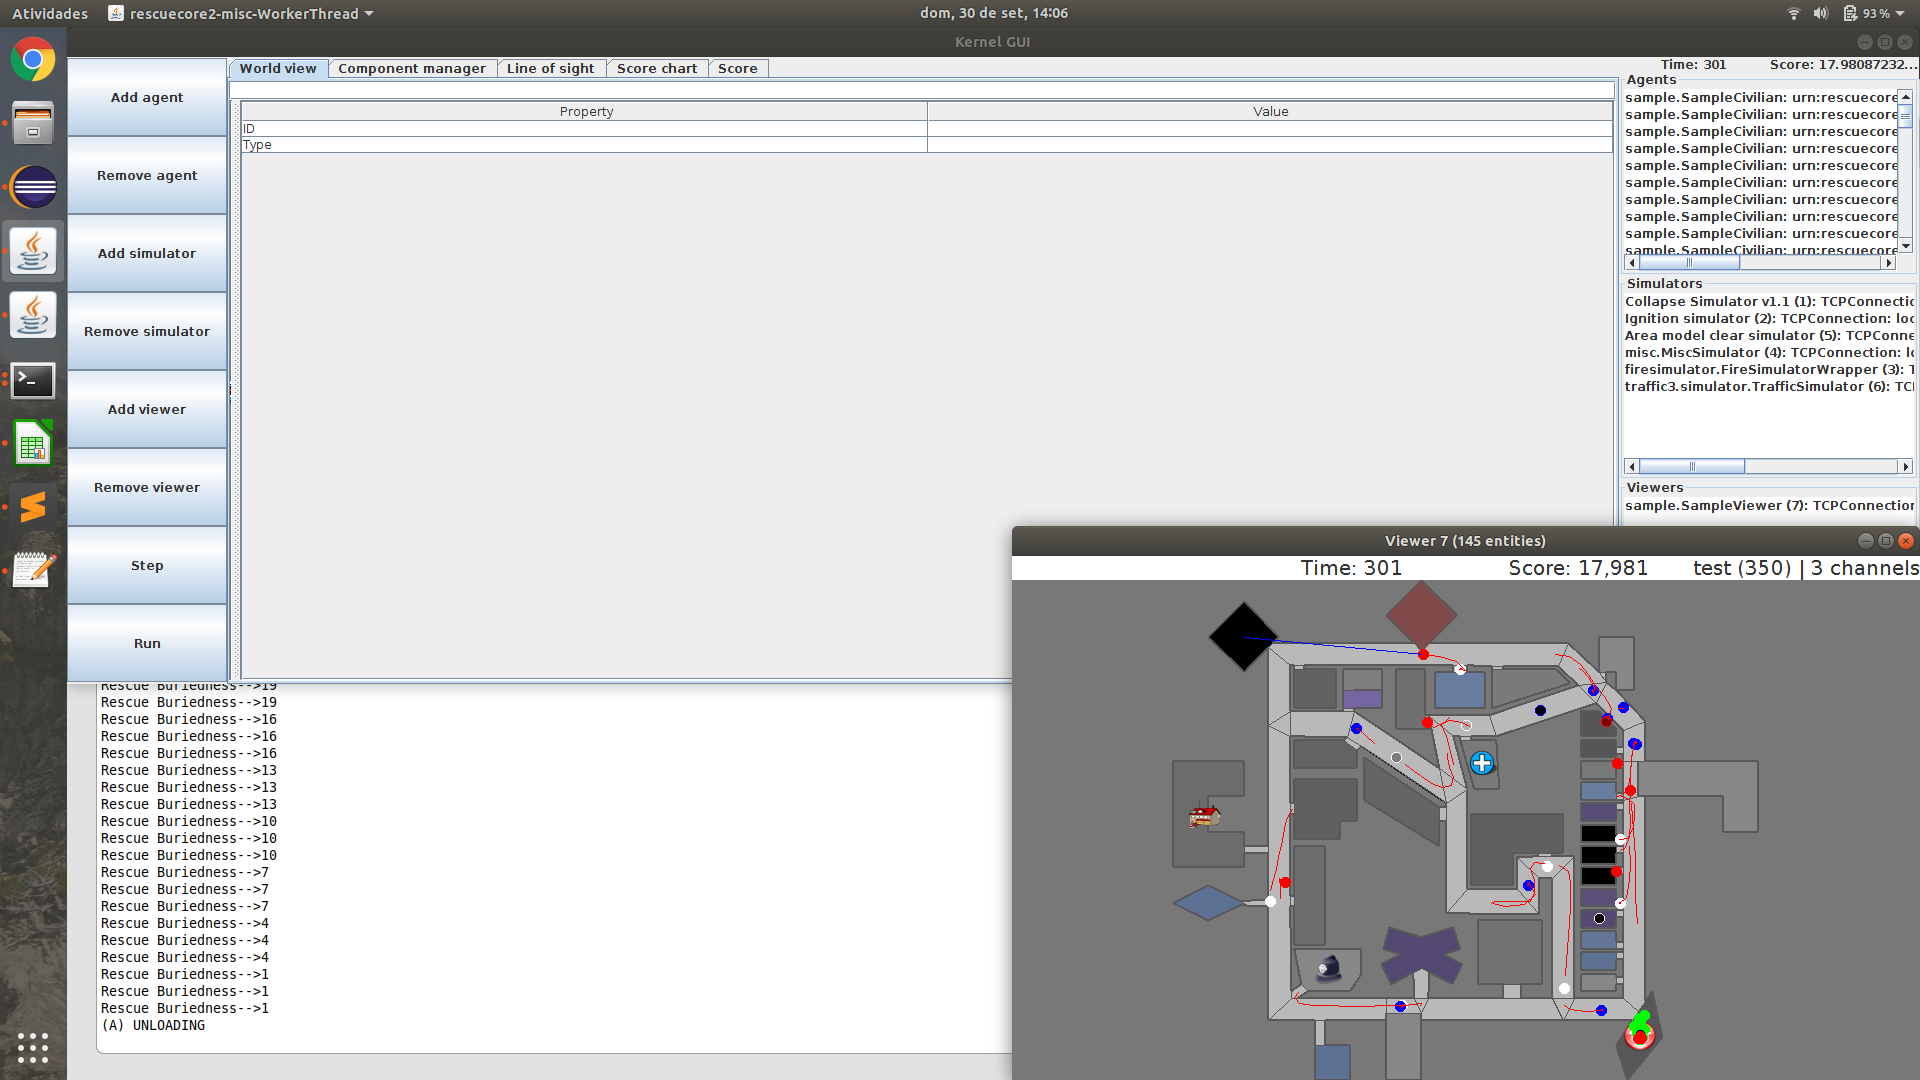 Atividades
rescuecore2-misc-WorkerThread
dom, 30 de set, 14:06
93 %
Kernel GUI
Add agent
Remove agent
Add simulator
Remove simulator
Add viewer
Remove viewer
Step
Run
World view
Component manager
Line of sight
Score chart
Score
Property
Value
ID
Type
Time: 301
Score: 17.98087232...
Agents
sample.SampleCivilian: urn:rescuecore
sample.SampleCivilian: urn:rescuecore
sample.SampleCivilian: urn:rescuecore
sample.SampleCivilian: urn:rescuecore
sample.SampleCivilian: urn:rescuecore
sample.SampleCivilian: urn:rescuecore
sample.SampleCivilian: urn:rescuecore
sample.SampleCivilian: urn:rescuecore
sample.SampleCivilian: urn:rescuecore
sample.SampleCivilian: urn:rescuecore
Simulators
Collapse Simulator v1.1 (1): TCPConnectic
Ignition simulator (2): TCPConnection: loc
Area model clear simulator (5): TCPConne
misc.MiscSimulator (4): TCPConnection: lo
firesimulator.FireSimulatorWrapper (3): T
traffic3.simulator.TrafficSimulator (6): TCI
Viewers
sample.SampleViewer (7): TCPConnection
Rescue Buriedness-->19
Rescue Buriedness-->19
Rescue Buriedness-->16
Rescue Buriedness-->16
Rescue Buriedness-->16
Rescue Buriedness-->13
Rescue Buriedness-->13
Rescue Buriedness-->13
Rescue Buriedness-->10
Rescue Buriedness-->10
Rescue Buriedness-->10
Rescue Buriedness-->7
Rescue Buriedness-->7
Rescue Buriedness-->7
Rescue Buriedness-->4
Rescue Buriedness-->4
Rescue Buriedness-->4
Rescue Buriedness-->1
Rescue Buriedness-->1
Rescue Buriedness-->1
(A) UNLOADING
Viewer 7 (145 entities)
Time: 301
Score: 17,981
test (350) | 3 channels